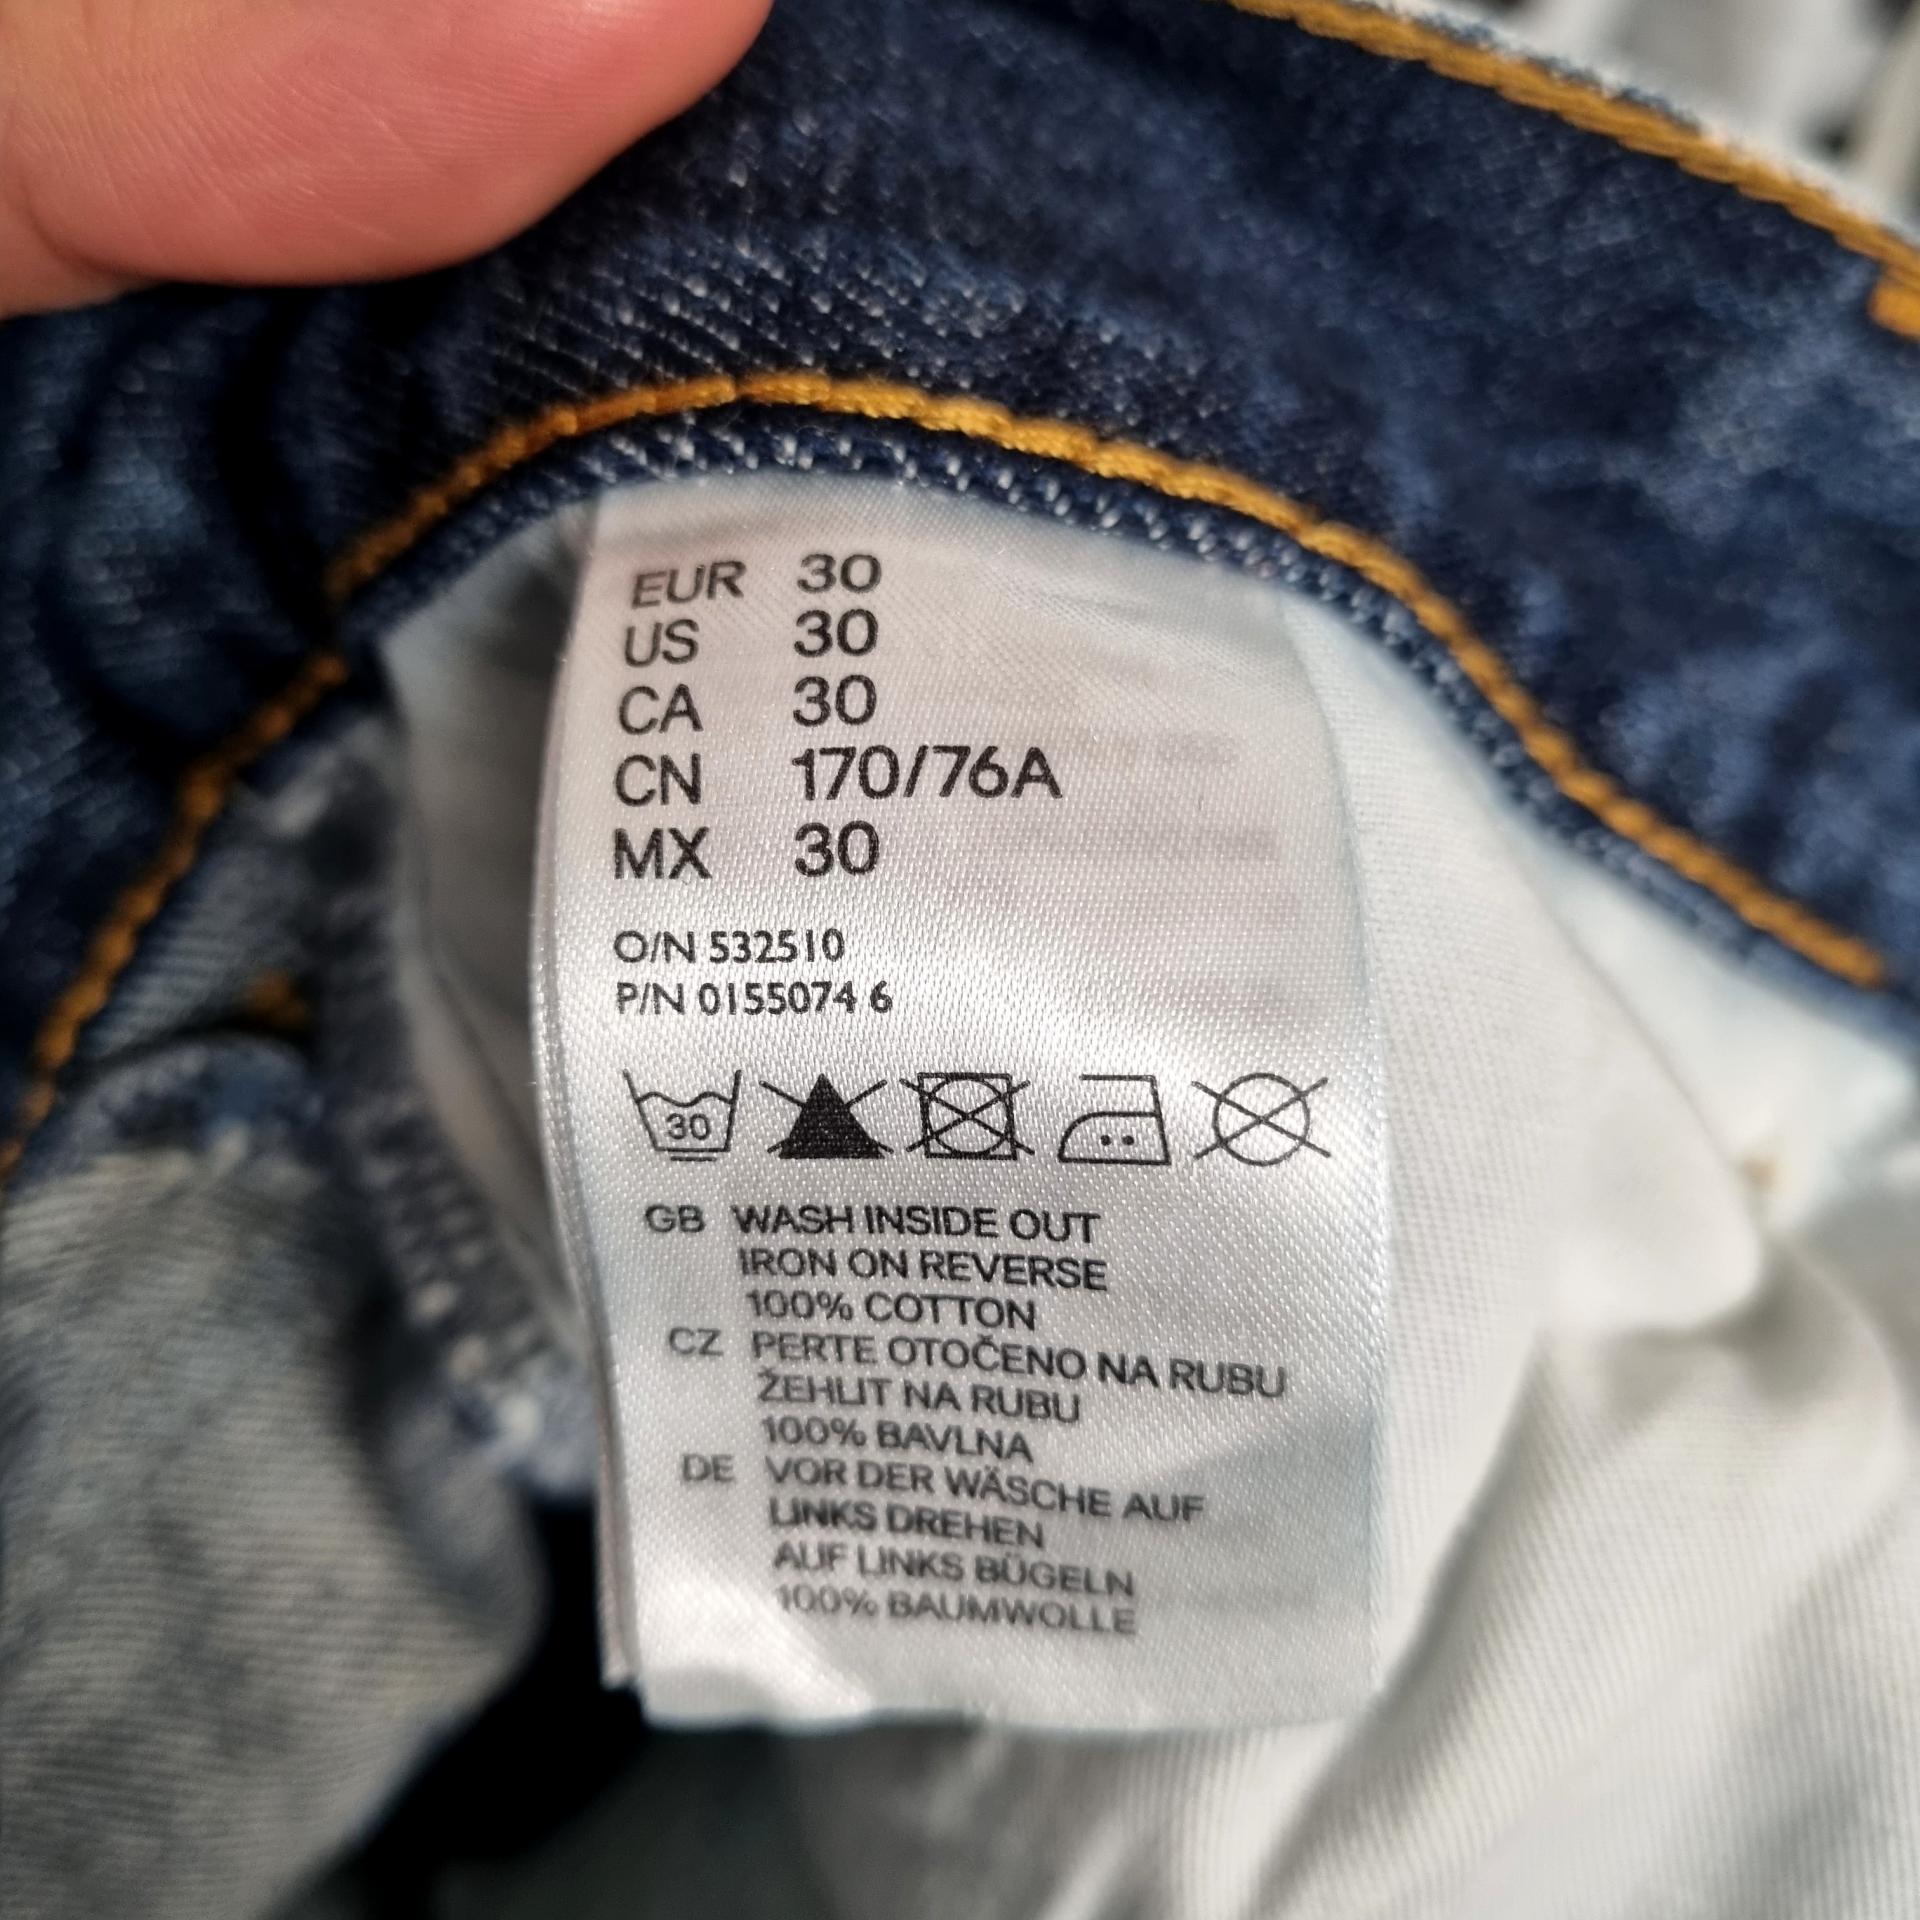 EUR 30
US 30
CA 30
CN 170/76A
MX 30
O/N 532510
P/N 0155074 6
30
GB WASH INSIDE OUT
IRON ON REVERSE
100% COTTON
CZ PERTE OTOČENO NA RUBU
ŽEHLIT NA RUBU
100% BAVLNA
DE VOR DER WÄSCHE AUF
LINKS DREHEN
AUF LINKS BÜGELN
100% BAUMWOLLE